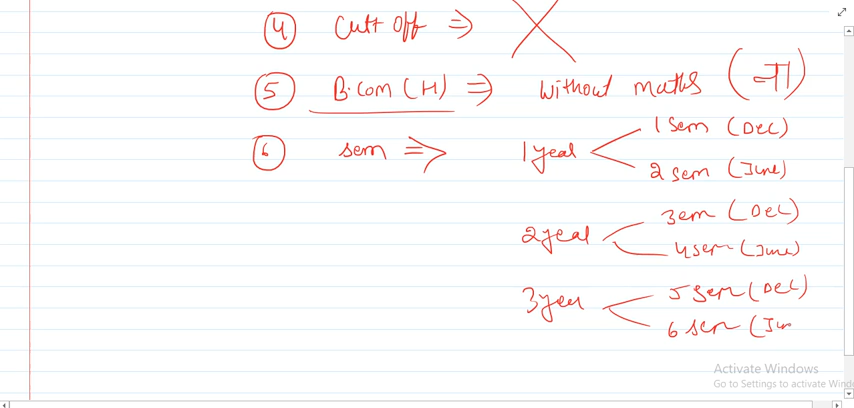 4 Cutt off ⇒ X
5 B.Com (H) ⇒ without maths (ना)
6 sem ⇒ 1 year 1 sem (Dec)
2 sem (June)
2 year 3 sem (Dec)
4 sem (June)
3 year 5 sem (Dec)
6 sem (Jun
Activate Windows
Go to Settings to activate Wind